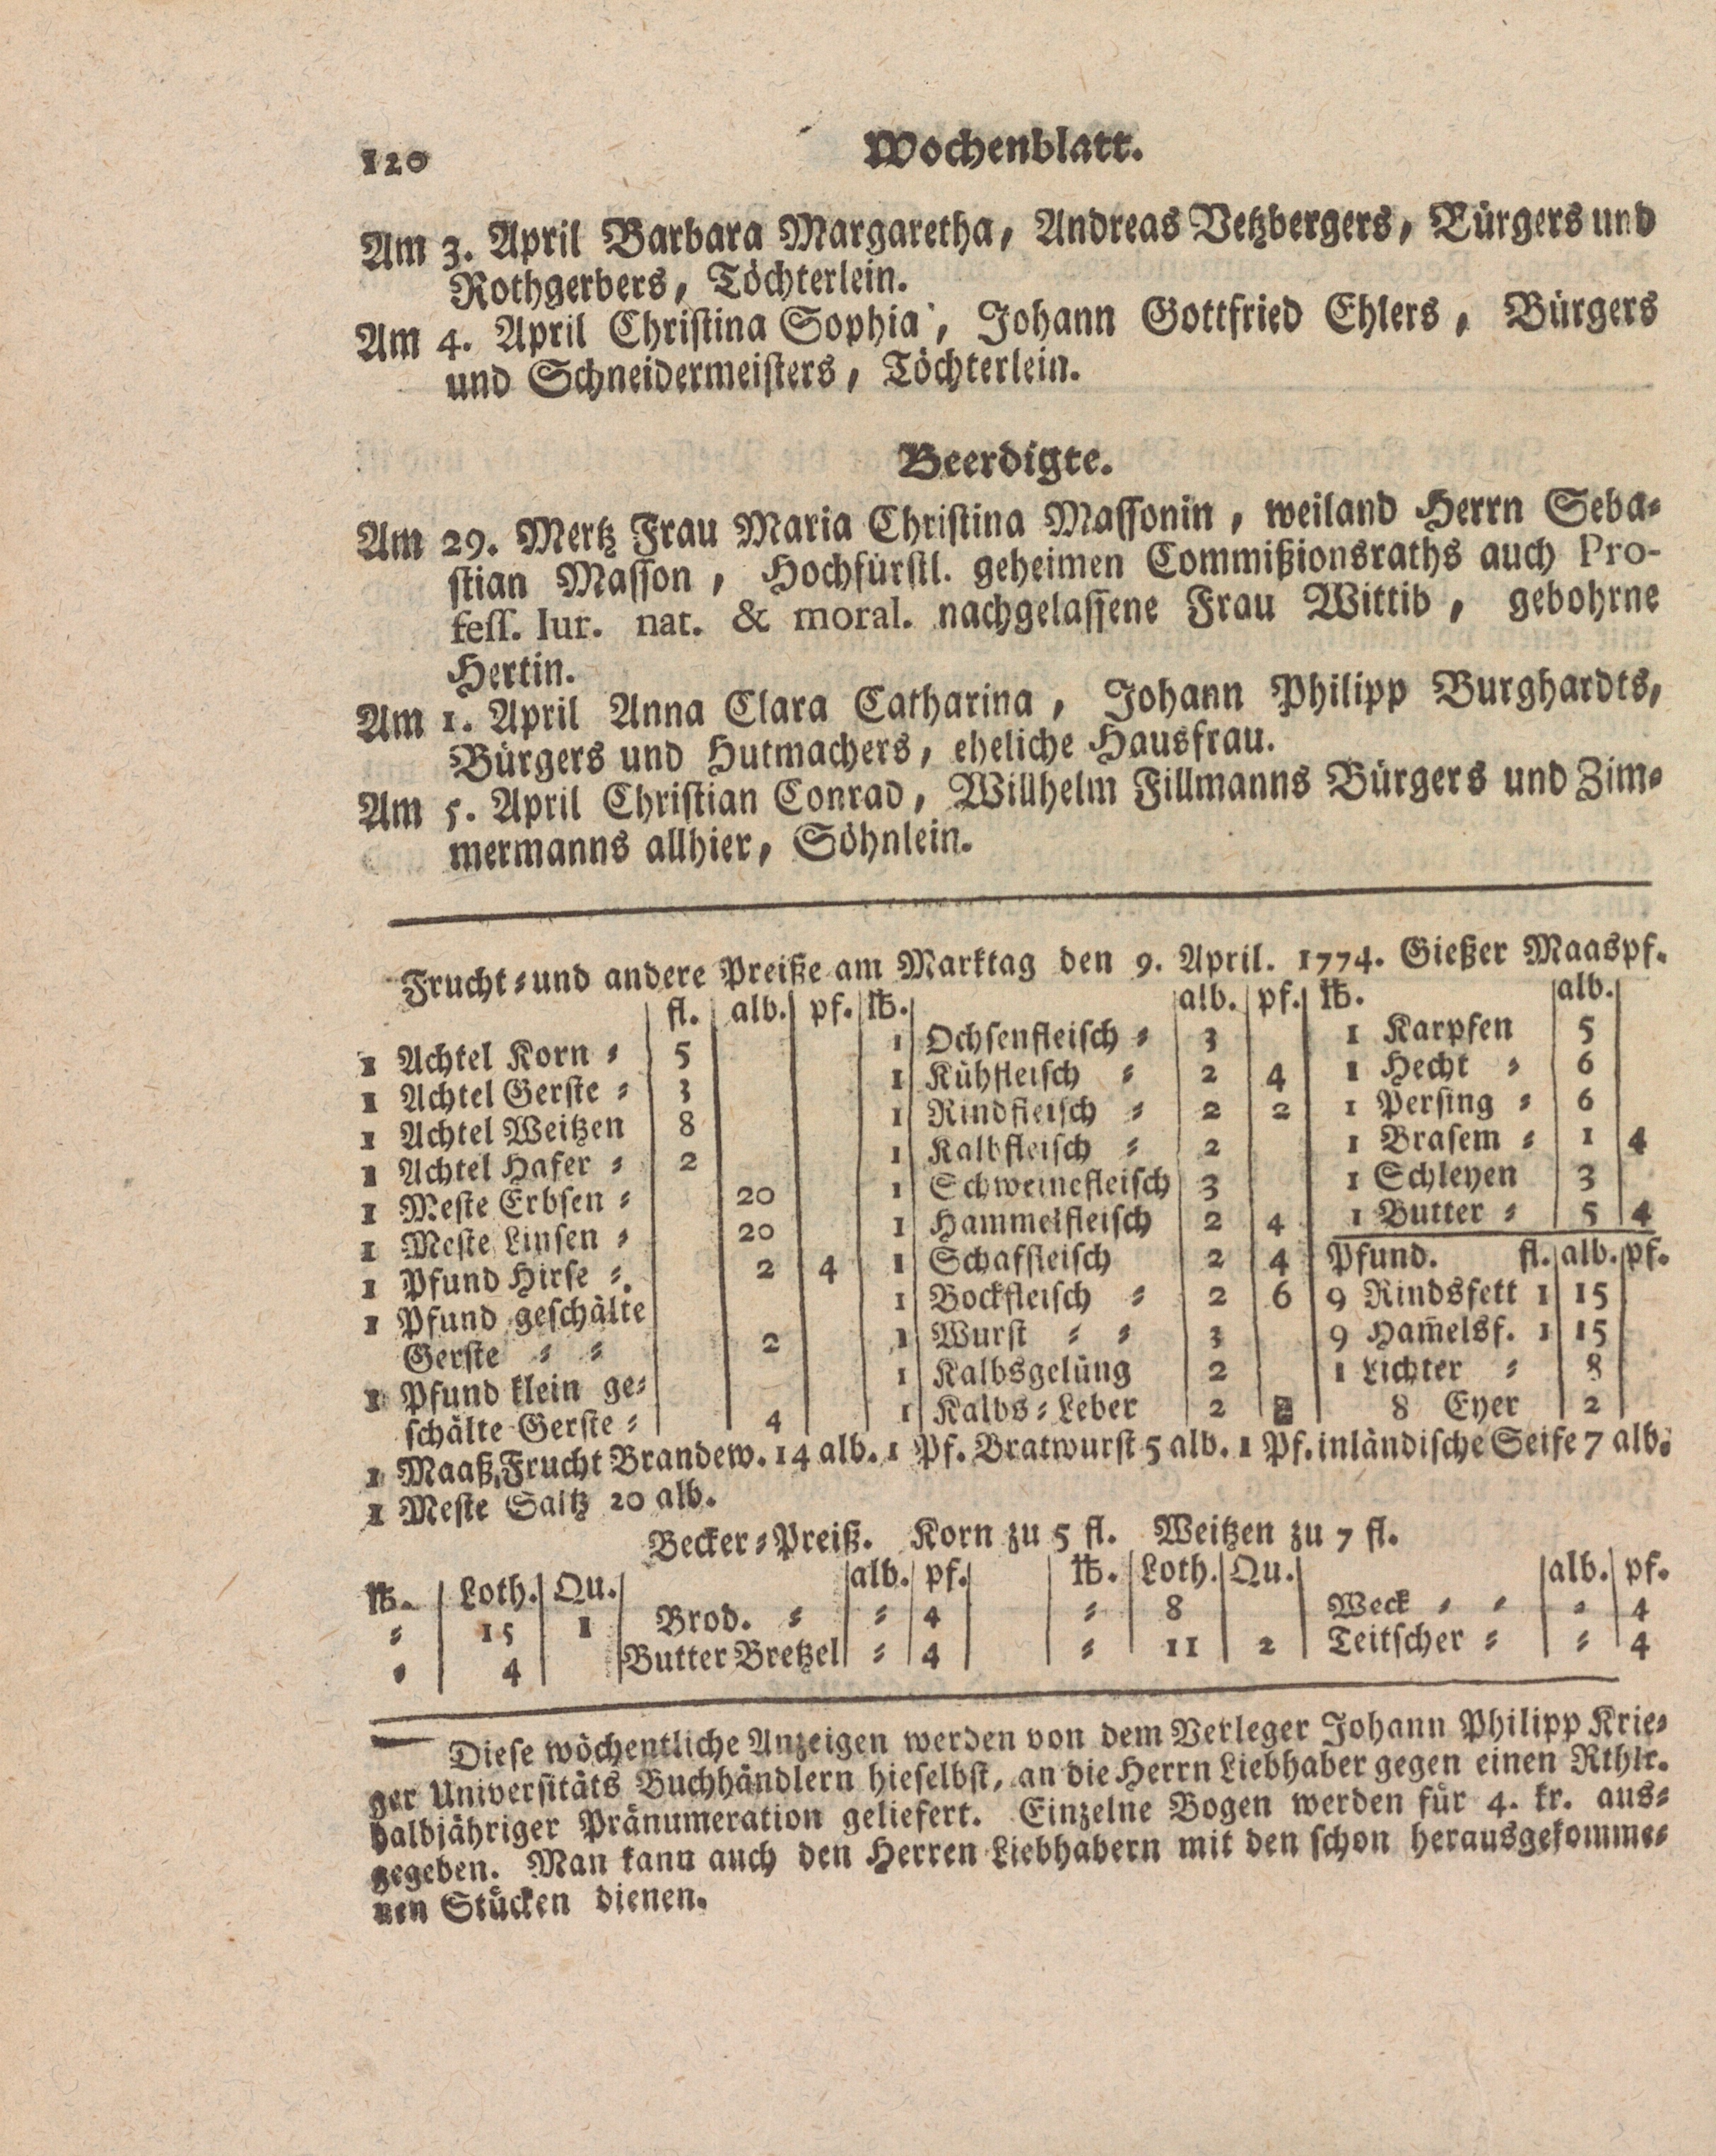 120 Wochenblatt.
Am 3. April Barbara Margaretha, Andreas Vetzbergers, Bürgers und
Rothgerbers, Töchterlein.
Am 4. April Christina Sophia, Johann Gottfried Ehlers, Bürgers
und Schneidermeisters, Töchterlein.
Beerdigte.
Am 29. Mertz Frau Maria Christina Massonin, weiland Herrn Seba-
stian Masson, Hochfürstl. geheimen Commißionsraths auch Pro-
fess. Iur. nat. & moral. nachgelassene Frau Wittib, gebohrne
Hertin.
Am 1. April Anna Clara Catharina, Johann Philipp Burghardts,
Bürgers und Hutmachers, eheliche Hausfrau.
Am 5. April Christian Conrad, Willhelm Fillmanns Bürgers und Zim-
mermanns allhier, Söhnlein.
Frucht- und andere Preiße am Marktag den 9. April. 1774. Gießer Maaspf.
fl. alb. pf.
1 Achtel Korn - 5
1 Achtel Gerste - 3
1 Achtel Weitzen 8
1 Achtel Hafer - 2
1 Meste Erbsen - 20
1 Meste Linsen - 20
1 Pfund Hirse - 2 4
1 Pfund geschälte
Gerste - - 2
1 Pfund klein ge-
schälte Gerste - 4
℔. alb. pf.
1 Ochsenfleisch - 3
1 Kühfleisch - 2 4
1 Rindfleisch - 2 2
1 Kalbfleisch - 2
1 Schweinefleisch 3
1 Hammelfleisch 2 4
1 Schaffleisch 2 4
1 Bockfleisch - 2 6
1 Wurst - - 3
1 Kalbsgelüng 2
1 Kalbs-Leber 2
℔. alb.
1 Karpfen 5
1 Hecht - 6
1 Persing - 6
1 Brasem - 1 4
1 Schleyen 3
1 Butter - 5 4
Pfund. fl. alb. pf.
9 Rindsfett 1 15
9 Ham̃elsf. 1 15
1 Lichter - 8
8 Eyer 2
1 Maaß Frucht Brandew. 14 alb. 1 Pf. Bratwurst 5 alb. 1 Pf. inländische Seife 7 alb.
1 Meste Saltz 20 alb.
Becker-Preiß. Korn zu 5 fl. Weitzen zu 7 fl.
℔. Loth. Qu. alb. pf. ℔. Loth. Qu. alb. pf.
- 15 1 Brod. - - 4 - 8 Weck - - - 4
- 4 Butter Bretzel - 4 - 11 2 Teitscher - - 4
Diese wöchentliche Anzeigen werden von dem Verleger Johann Philipp Krie-
ger Universitäts Buchhändlern hieselbst, an die Herrn Liebhaber gegen einen Rthlr.
halbjähriger Pränumeration geliefert. Einzelne Bogen werden für 4. kr. aus-
gegeben. Man kann auch den Herren Liebhabern mit den schon herausgekomme-
nen Stücken dienen.